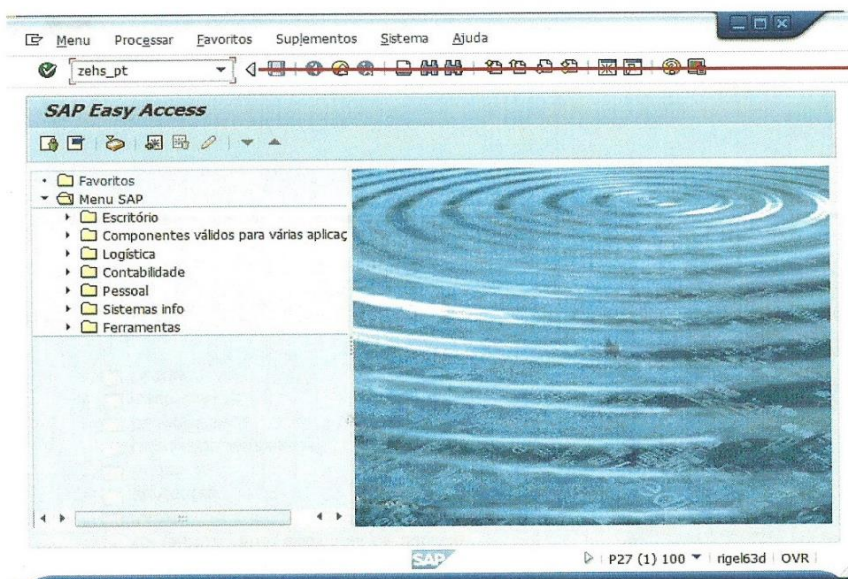 Menu Processar Favoritos Suplementos Sistema Ajuda
zehs_pt
SAP Easy Access
Favoritos
Menu SAP
Escritório
Componentes válidos para várias aplicaç
Logística
Contabilidade
Pessoal
Sistemas info
Ferramentas
SAP P27 (1) 100 rigel63d OVR